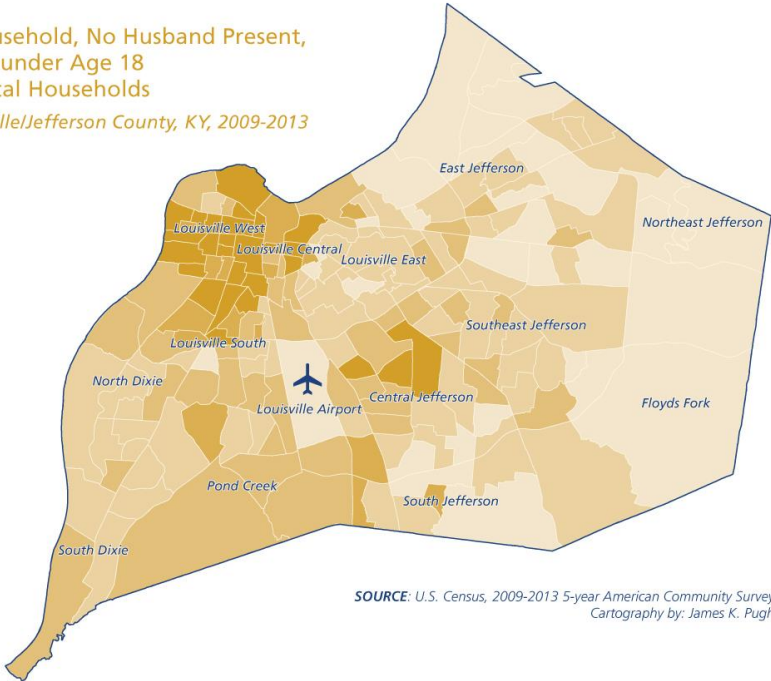 usehold, No Husband Present,
under Age 18
tal Households
lle/Jefferson County, KY, 2009-2013
East Jefferson
Northeast Jefferson
Louisville West
Louisville Central
Louisville East
Southeast Jefferson
Louisville South
North Dixie
Central Jefferson
Louisville Airport
Floyds Fork
Pond Creek
South Jefferson
South Dixie
SOURCE: U.S. Census, 2009-2013 5-year American Community Survey
Cartography by: James K. Pugh